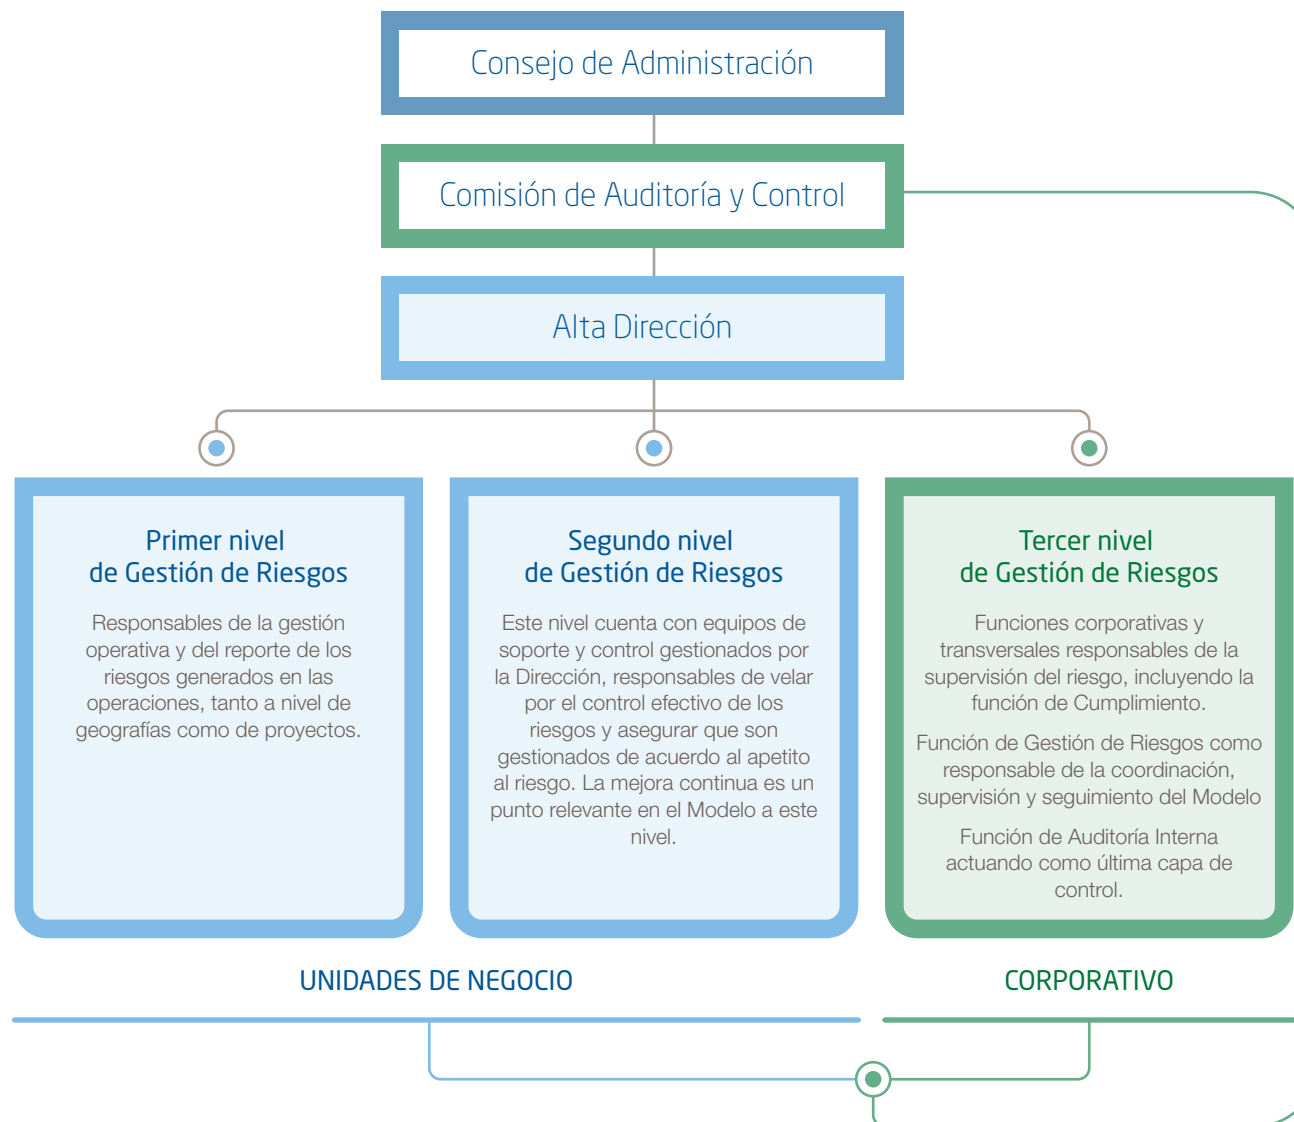 Consejo de Administración
Comisión de Auditoría y Control
Alta Dirección
Primer nivel
de Gestión de Riesgos
Responsables de la gestión
operativa y del reporte de los
riesgos generados en las
operaciones, tanto a nivel de
geografías como de proyectos.
Segundo nivel
de Gestión de Riesgos
Este nivel cuenta con equipos de
soporte y control gestionados por
la Dirección, responsables de velar
por el control efectivo de los
riesgos y asegurar que son
gestionados de acuerdo al apetito
al riesgo. La mejora continua es un
punto relevante en el Modelo a este
nivel.
Tercer nivel
de Gestión de Riesgos
Funciones corporativas y
transversales responsables de la
supervisión del riesgo, incluyendo la
función de Cumplimiento.
Función de Gestión de Riesgos como
responsable de la coordinación,
supervisión y seguimiento del Modelo
Función de Auditoría Interna
actuando como última capa de
control.
UNIDADES DE NEGOCIO
CORPORATIVO